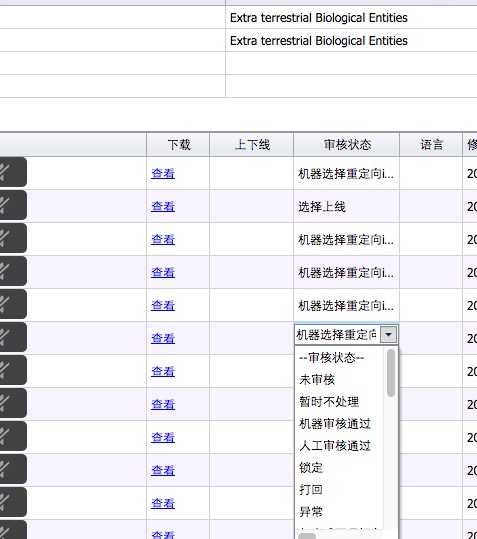 Extra terrestrial Biological Entities
Extra terrestrial Biological Entities
下载 上下线 审核状态 语言
查看 机器选择重定向i... 20
查看 选择上线 20
查看 机器选择重定向i... 20
查看 机器选择重定向i... 20
查看 机器选择重定向i... 20
查看 机器选择重定向 20
查看 20
查看 20
查看 20
查看 20
查看 20
查看 20
--审核状态--
未审核
暂时不处理
机器审核通过
人工审核通过
锁定
打回
异常